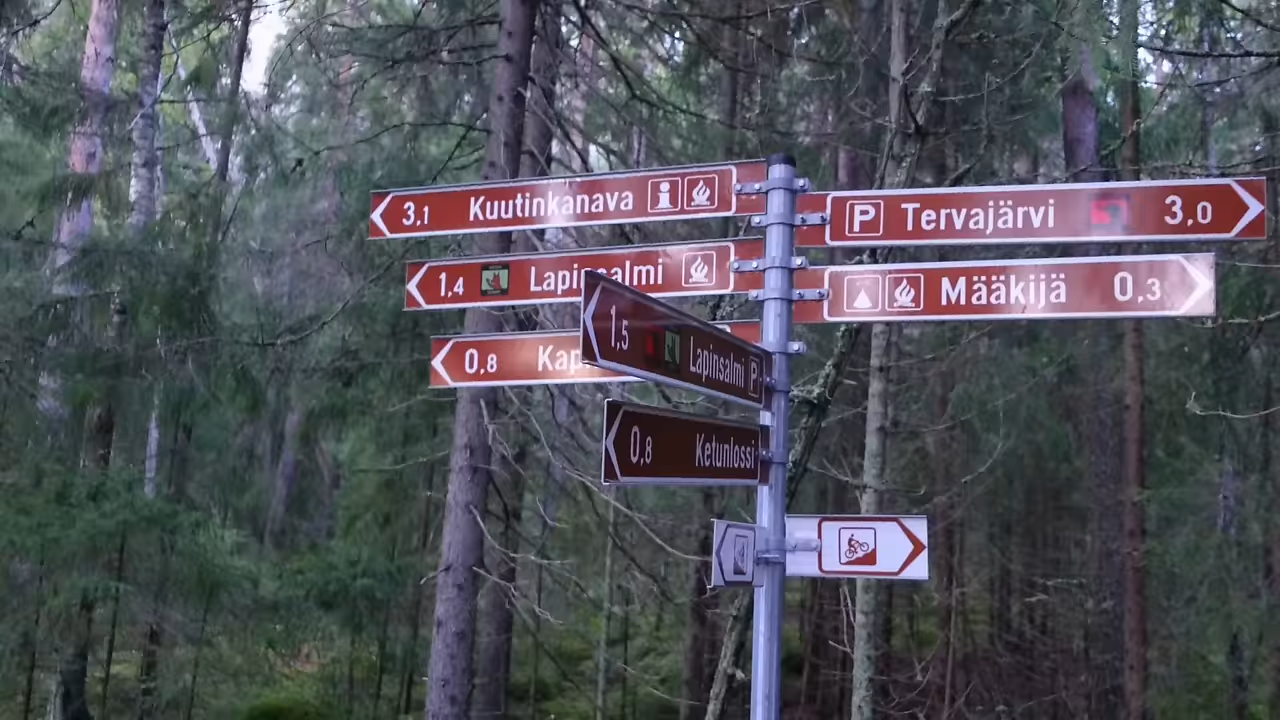 3,1 Kuutinkanava i
P Tervajärvi 3,0
1,4 Lapinsalmi
Määkijä 0,3
1,5 Lapinsalmi P
0,8
0,8 Ketunlossi